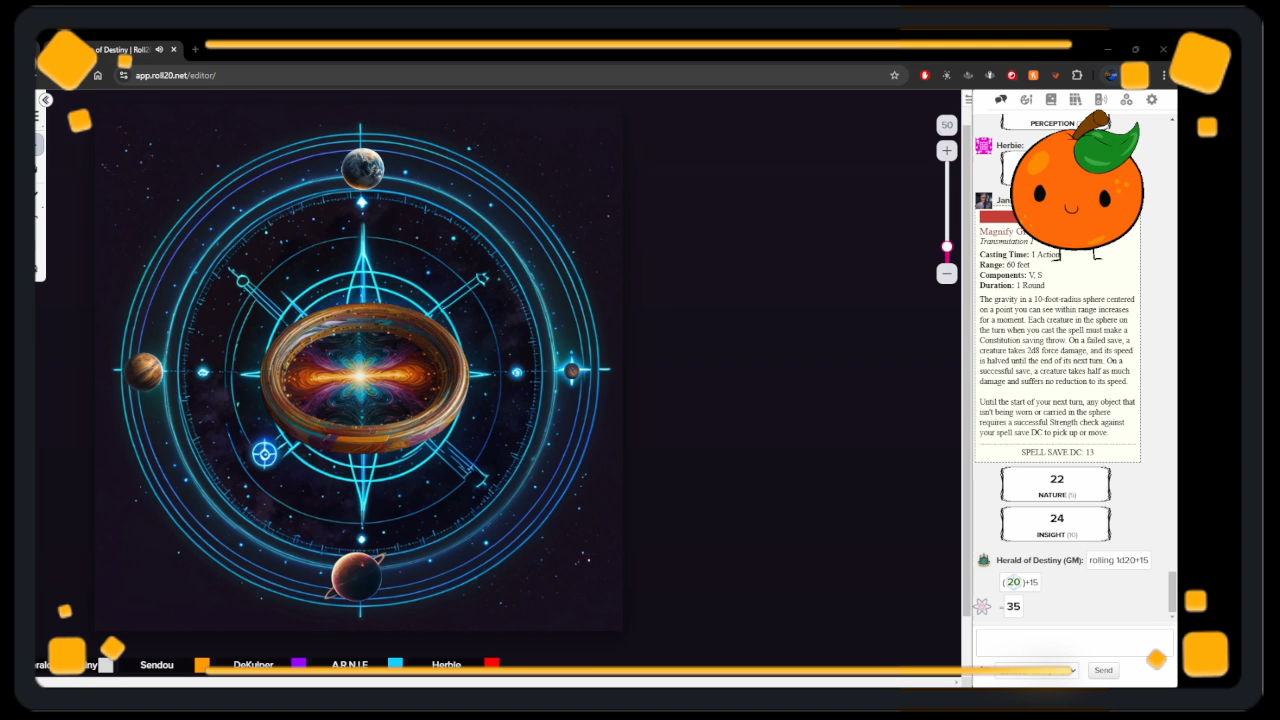 of Destiny | Roll2
app.roll20.net/editor/
50
PERCEPTION
Herbie:
Magnify
Transmutation
Casting Time: 1 Action
Range: 60 feet
Components: V, S
Duration: 1 Round
The gravity in a 10-foot-radius sphere centered
on a point you can see within range increases
for a moment. Each creature in the sphere on
the turn when you cast the spell must make a
Constitution saving throw. On a failed save, a
creature takes 2d8 force damage, and its speed
is halved until the end of its next turn. On a
successful save, a creature takes half as much
damage and suffers no reduction to its speed.
Until the start of your next turn, any object that
isn't being worn or carried in the sphere
requires a successful Strength check against
your spell save DC to pick up or move.
SPELL SAVE DC: 13
22
NATURE (5)
24
INSIGHT (10)
Herald of Destiny (GM): rolling 1d20+15
(20)+15
= 35
Send
Sendou DeKulper A.R.N.I.E Herbie